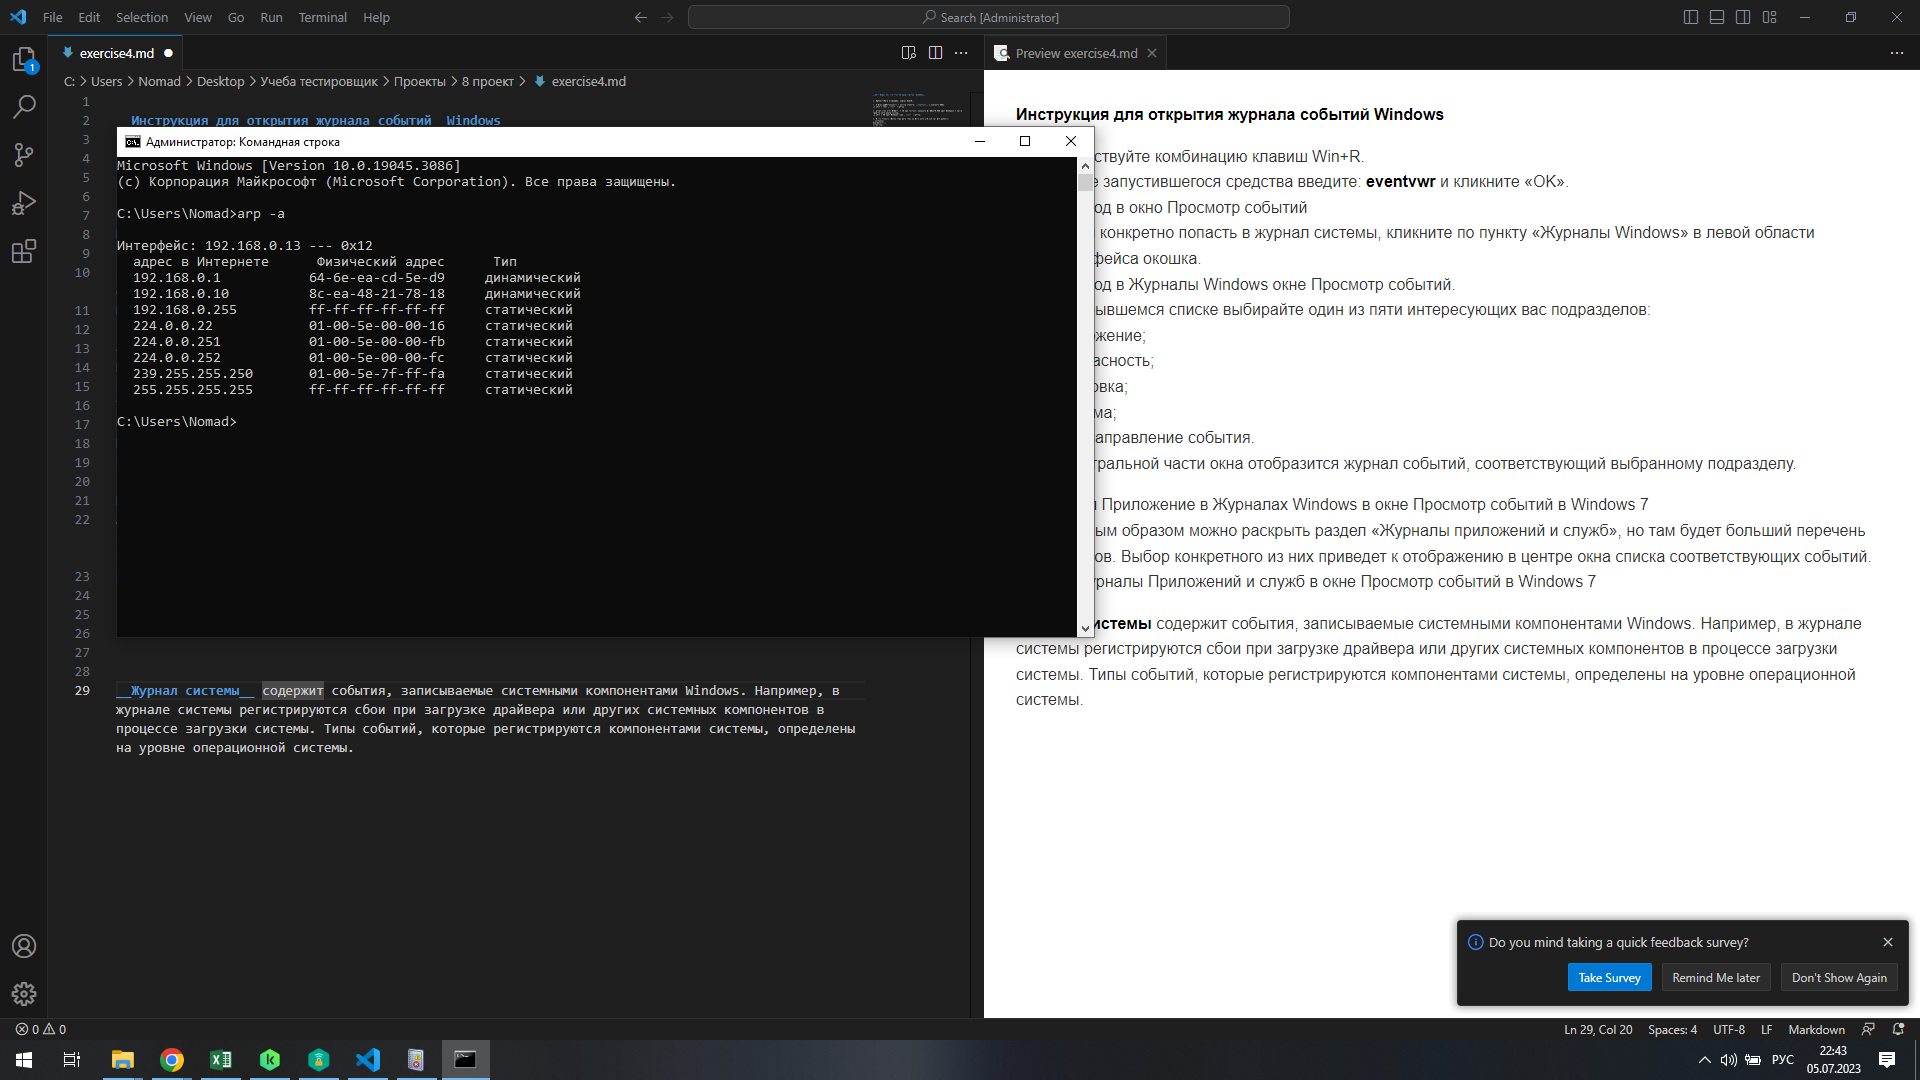 File Edit Selection View Go Run Terminal Help
Search [Administrator]
exercise4.md
Preview exercise4.md
C: > Users > Nomad > Desktop > Учеба тестировщик > Проекты > 8 проект > exercise4.md
1
2
3
4
5
6
7
8
9
10
11
12
13
14
15
16
17
18
19
20
21
22
23
24
25
26
27
28
29
Инструкция для открытия журнала событий Windows
Администратор: Командная строка
Microsoft Windows [Version 10.0.19045.3086]
(c) Корпорация Майкрософт (Microsoft Corporation). Все права защищены.
C:\Users\Nomad>arp -a
Интерфейс: 192.168.0.13 --- 0x12
адрес в Интернете Физический адрес Тип
192.168.0.1 64-6e-ea-cd-5e-d9 динамический
192.168.0.10 8c-ea-48-21-78-18 динамический
192.168.0.255 ff-ff-ff-ff-ff-ff статический
224.0.0.22 01-00-5e-00-00-16 статический
224.0.0.251 01-00-5e-00-00-fb статический
224.0.0.252 01-00-5e-00-00-fc статический
239.255.255.250 01-00-5e-7f-ff-fa статический
255.255.255.255 ff-ff-ff-ff-ff-ff статический
C:\Users\Nomad>
__Журнал системы__ содержит события, записываемые системными компонентами Windows. Например, в
журнале системы регистрируются сбои при загрузке драйвера или других системных компонентов в
процессе загрузки системы. Типы событий, которые регистрируются компонентами системы, определены
на уровне операционной системы.
Инструкция для открытия журнала событий Windows
ствуйте комбинацию клавиш Win+R.
е запустившегося средства введите: eventvwr и кликните «OK».
од в окно Просмотр событий
конкретно попасть в журнал системы, кликните по пункту «Журналы Windows» в левой области
фейса окошка.
од в Журналы Windows окне Просмотр событий.
ывшемся списке выбирайте один из пяти интересующих вас подразделов:
жение;
асность;
овка;
ма;
аправление события.
тральной части окна отобразится журнал событий, соответствующий выбранному подразделу.
Приложение в Журналах Windows в окне Просмотр событий в Windows 7
ым образом можно раскрыть раздел «Журналы приложений и служб», но там будет больший перечень
ов. Выбор конкретного из них приведет к отображению в центре окна списка соответствующих событий.
урналы Приложений и служб в окне Просмотр событий в Windows 7
истемы содержит события, записываемые системными компонентами Windows. Например, в журнале
системы регистрируются сбои при загрузке драйвера или других системных компонентов в процессе загрузки
системы. Типы событий, которые регистрируются компонентами системы, определены на уровне операционной
системы.
Do you mind taking a quick feedback survey?
Take Survey Remind Me later Don't Show Again
0 0
Ln 29, Col 20 Spaces: 4 UTF-8 LF Markdown
РУС
22:43
05.07.2023